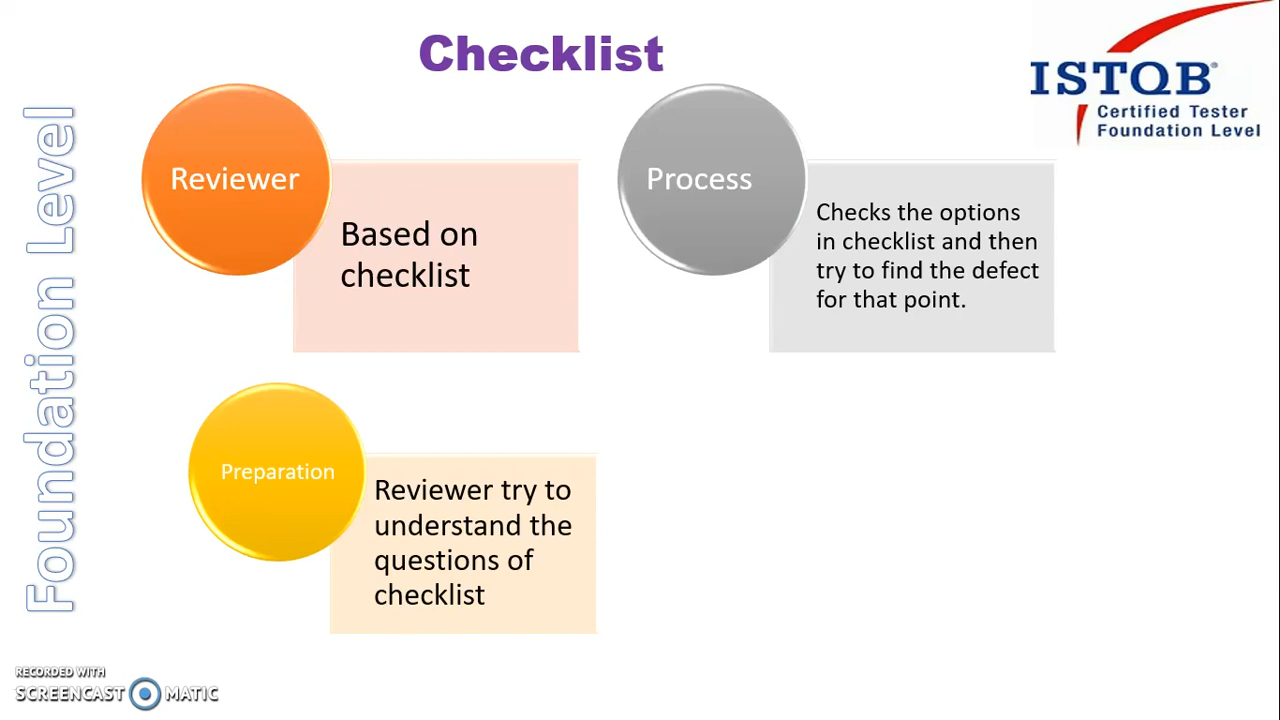 Checklist
ISTQB®
Certified Tester
Foundation Level
Foundation Level
Reviewer
Based on
checklist
Process
Checks the options
in checklist and then
try to find the defect
for that point.
Preparation
Reviewer try to
understand the
questions of
checklist
RECORDED WITH
SCREENCAST MATIC